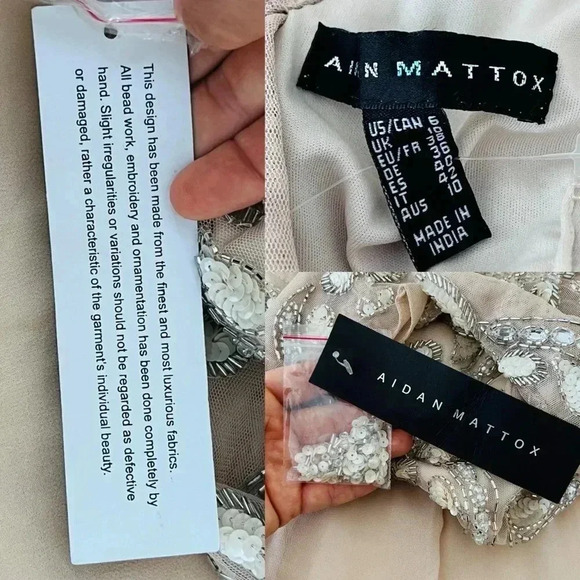 This design has been made from the finest and most luxurious fabrics.
All bead work, embroidery and ornamentation has been done completely by
hand. Slight irregularities or variations should not be regarded as defective
or damaged, rather a characteristic of the garment's individual beauty.
MATTOX
US/CAN 6
UK
EU/FR
DE
ES
IT
AUS 10
MADE IN
INDIA
AIDAN MATTOX